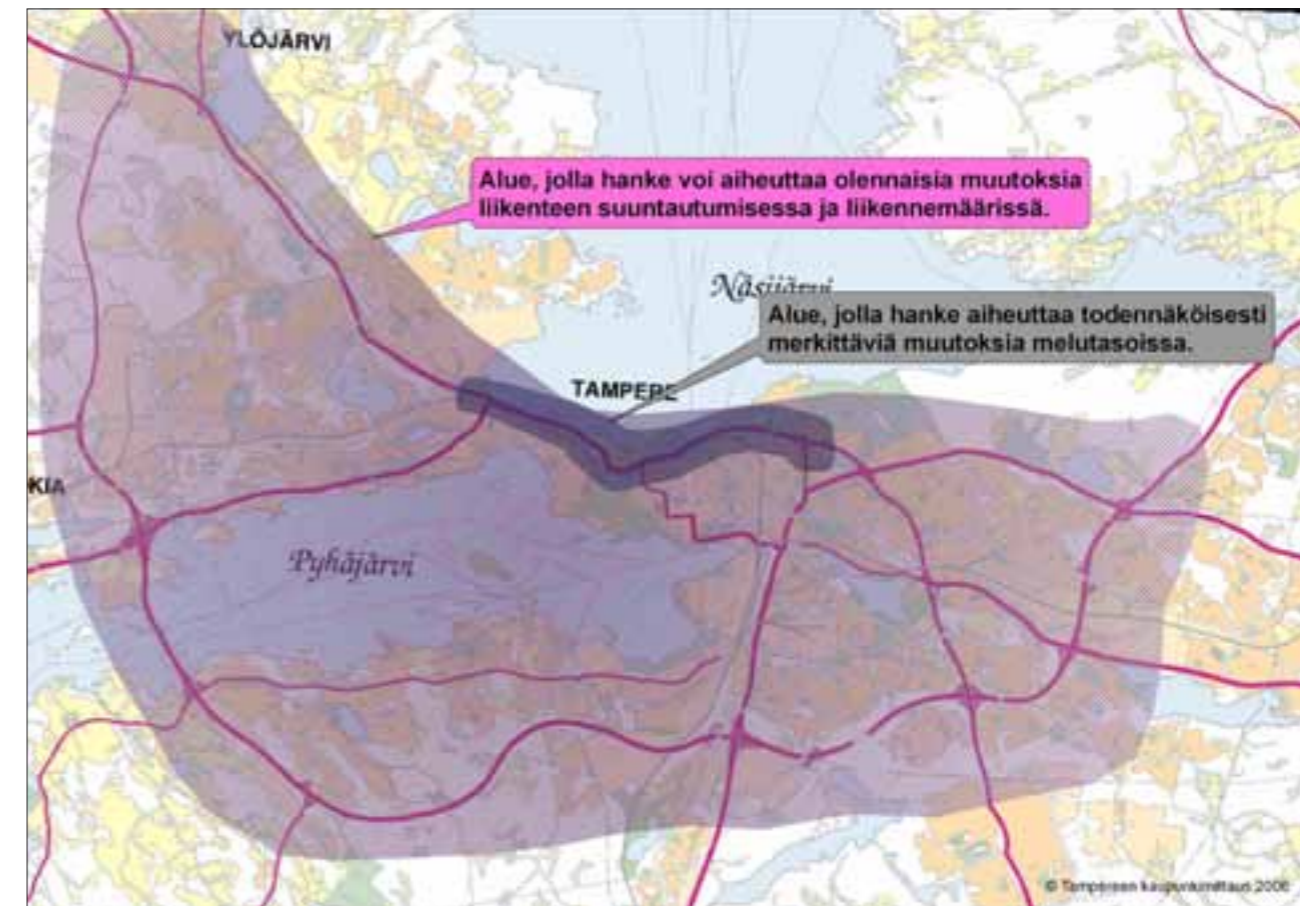 YLÖJÄRVI
Alue, jolla hanke voi aiheuttaa olennaisia muutoksia
liikenteen suuntautumisessa ja liikennemäärissä.
Näsijärvi
Alue, jolla hanke aiheuttaa todennäköisesti
merkittäviä muutoksia melutasoissa.
TAMPERE
KIA
Pyhäjärvi
© Tampereen kaupunkimittaus 2006